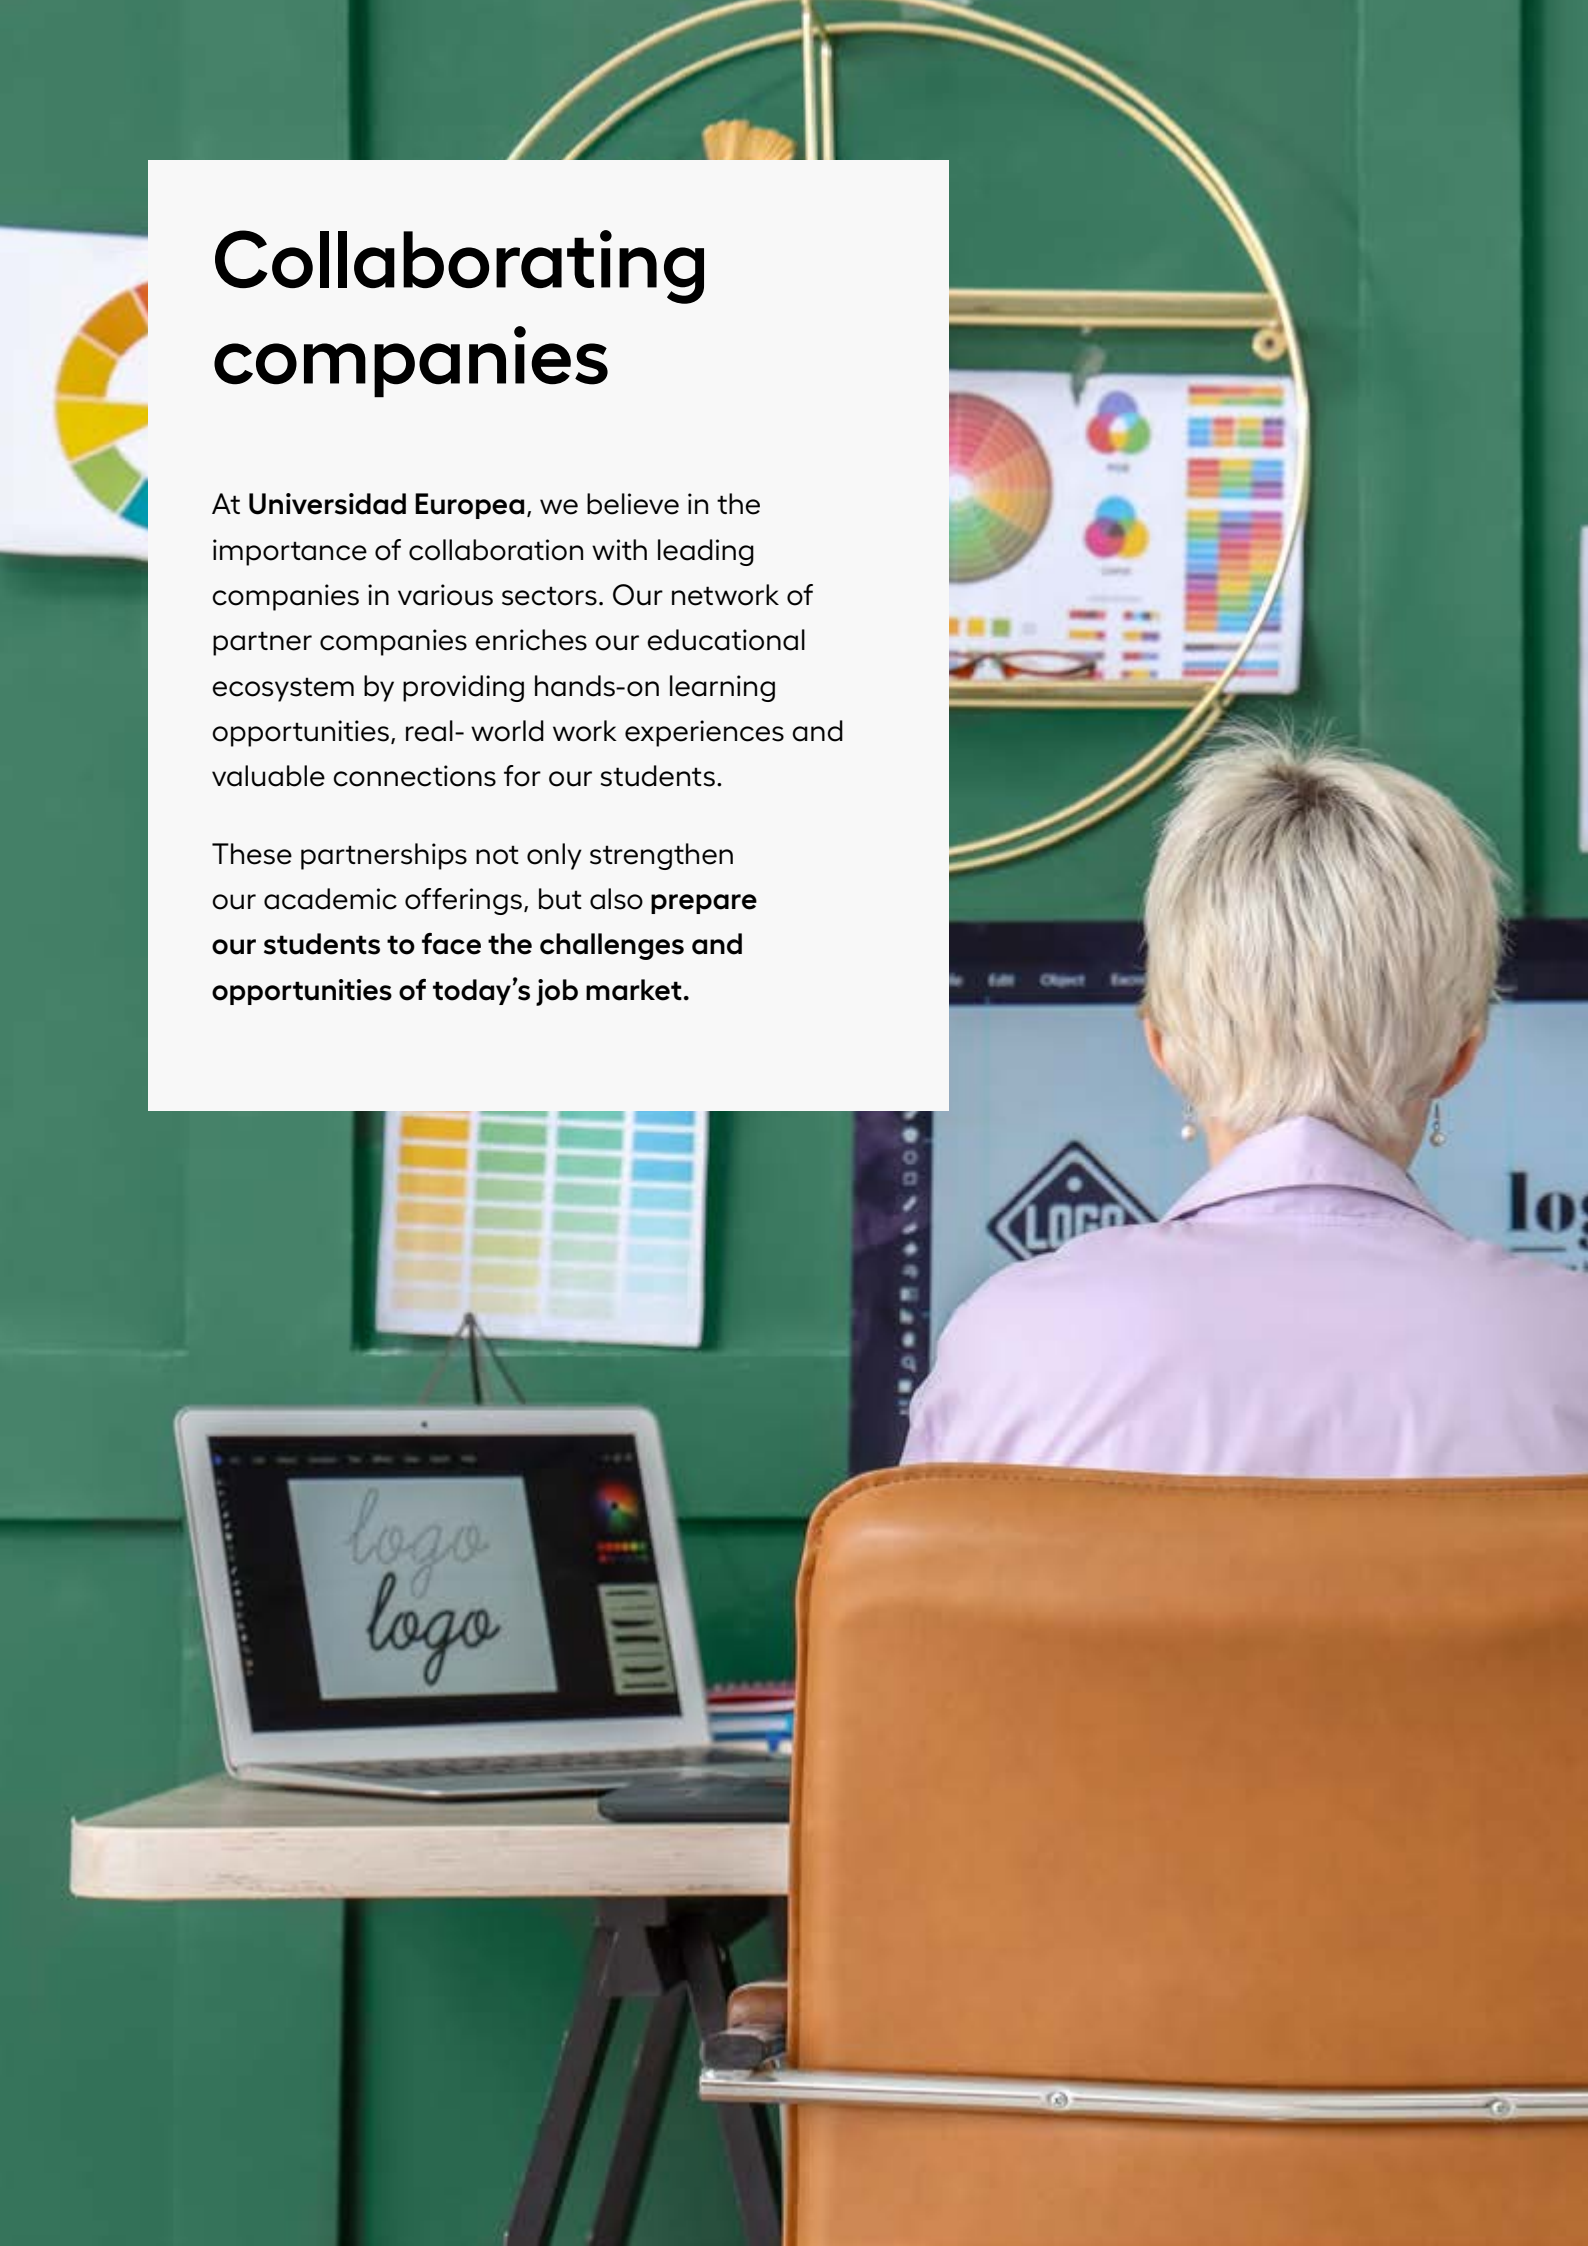 Collaborating
companies
At Universidad Europea, we believe in the
importance of collaboration with leading
companies in various sectors. Our network of
partner companies enriches our educational
ecosystem by providing hands-on learning
opportunities, real- world work experiences and
valuable connections for our students.
These partnerships not only strengthen
our academic offerings, but also prepare
our students to face the challenges and
opportunities of today’s job market.
Edit Object
LOGO
logo
logo